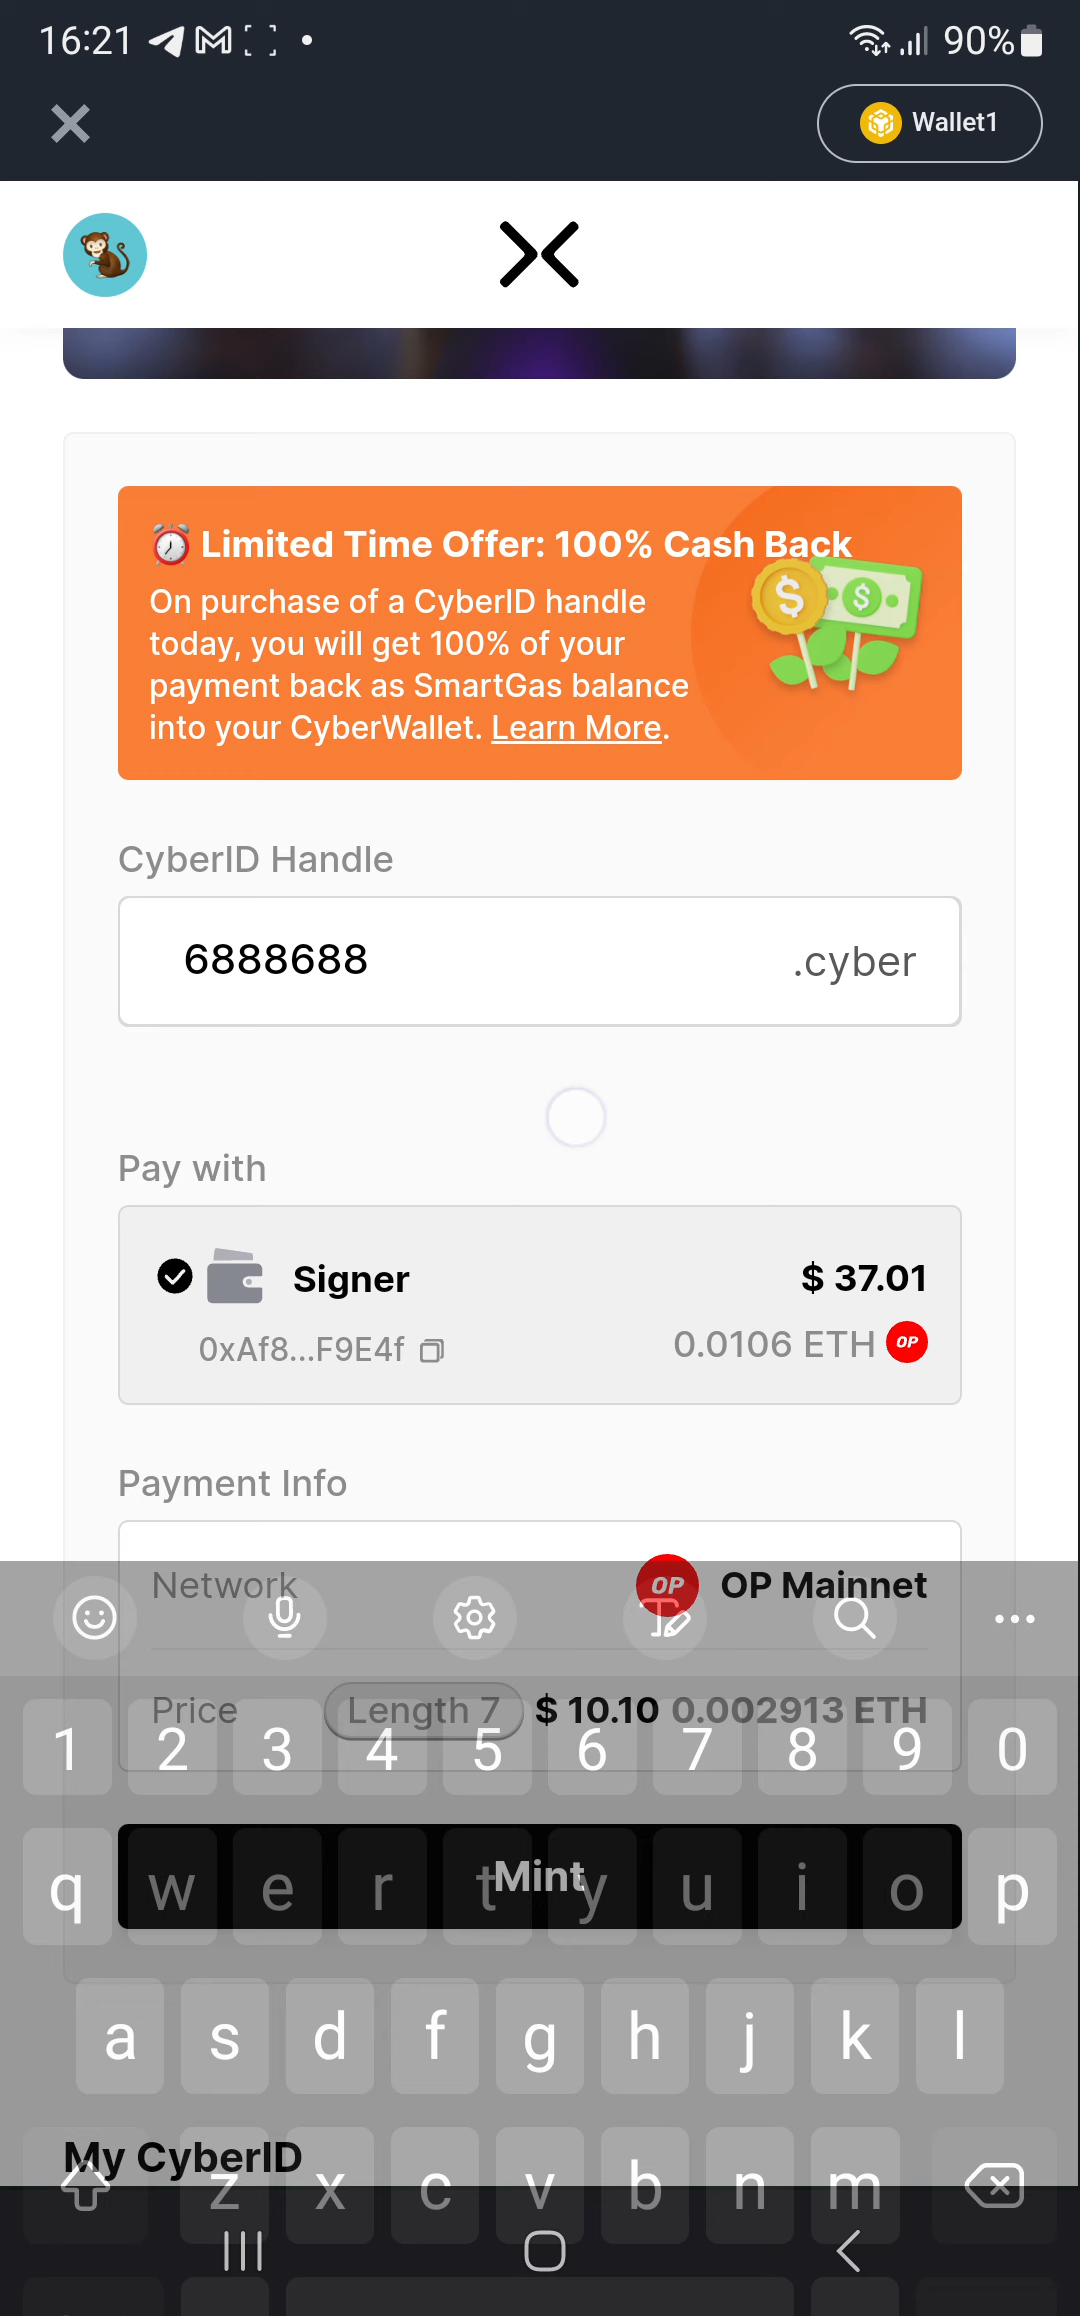 16:21
90%
Wallet1
Limited Time Offer: 100% Cash Back
On purchase of a CyberID handle
today, you will get 100% of your
payment back as SmartGas balance
into your CyberWallet. Learn More.
CyberID Handle
6888688 .cyber
Pay with
Signer $ 37.01
0xAf8...F9E4f 0.0106 ETH OP
Payment Info
Network OP OP Mainnet
Price Length 7 $ 10.10 0.002913 ETH
1 2 3 4 5 6 7 8 9 0
Mint
q w e r t y u i o p
a s d f g h j k l
My CyberID
z x c v b n m